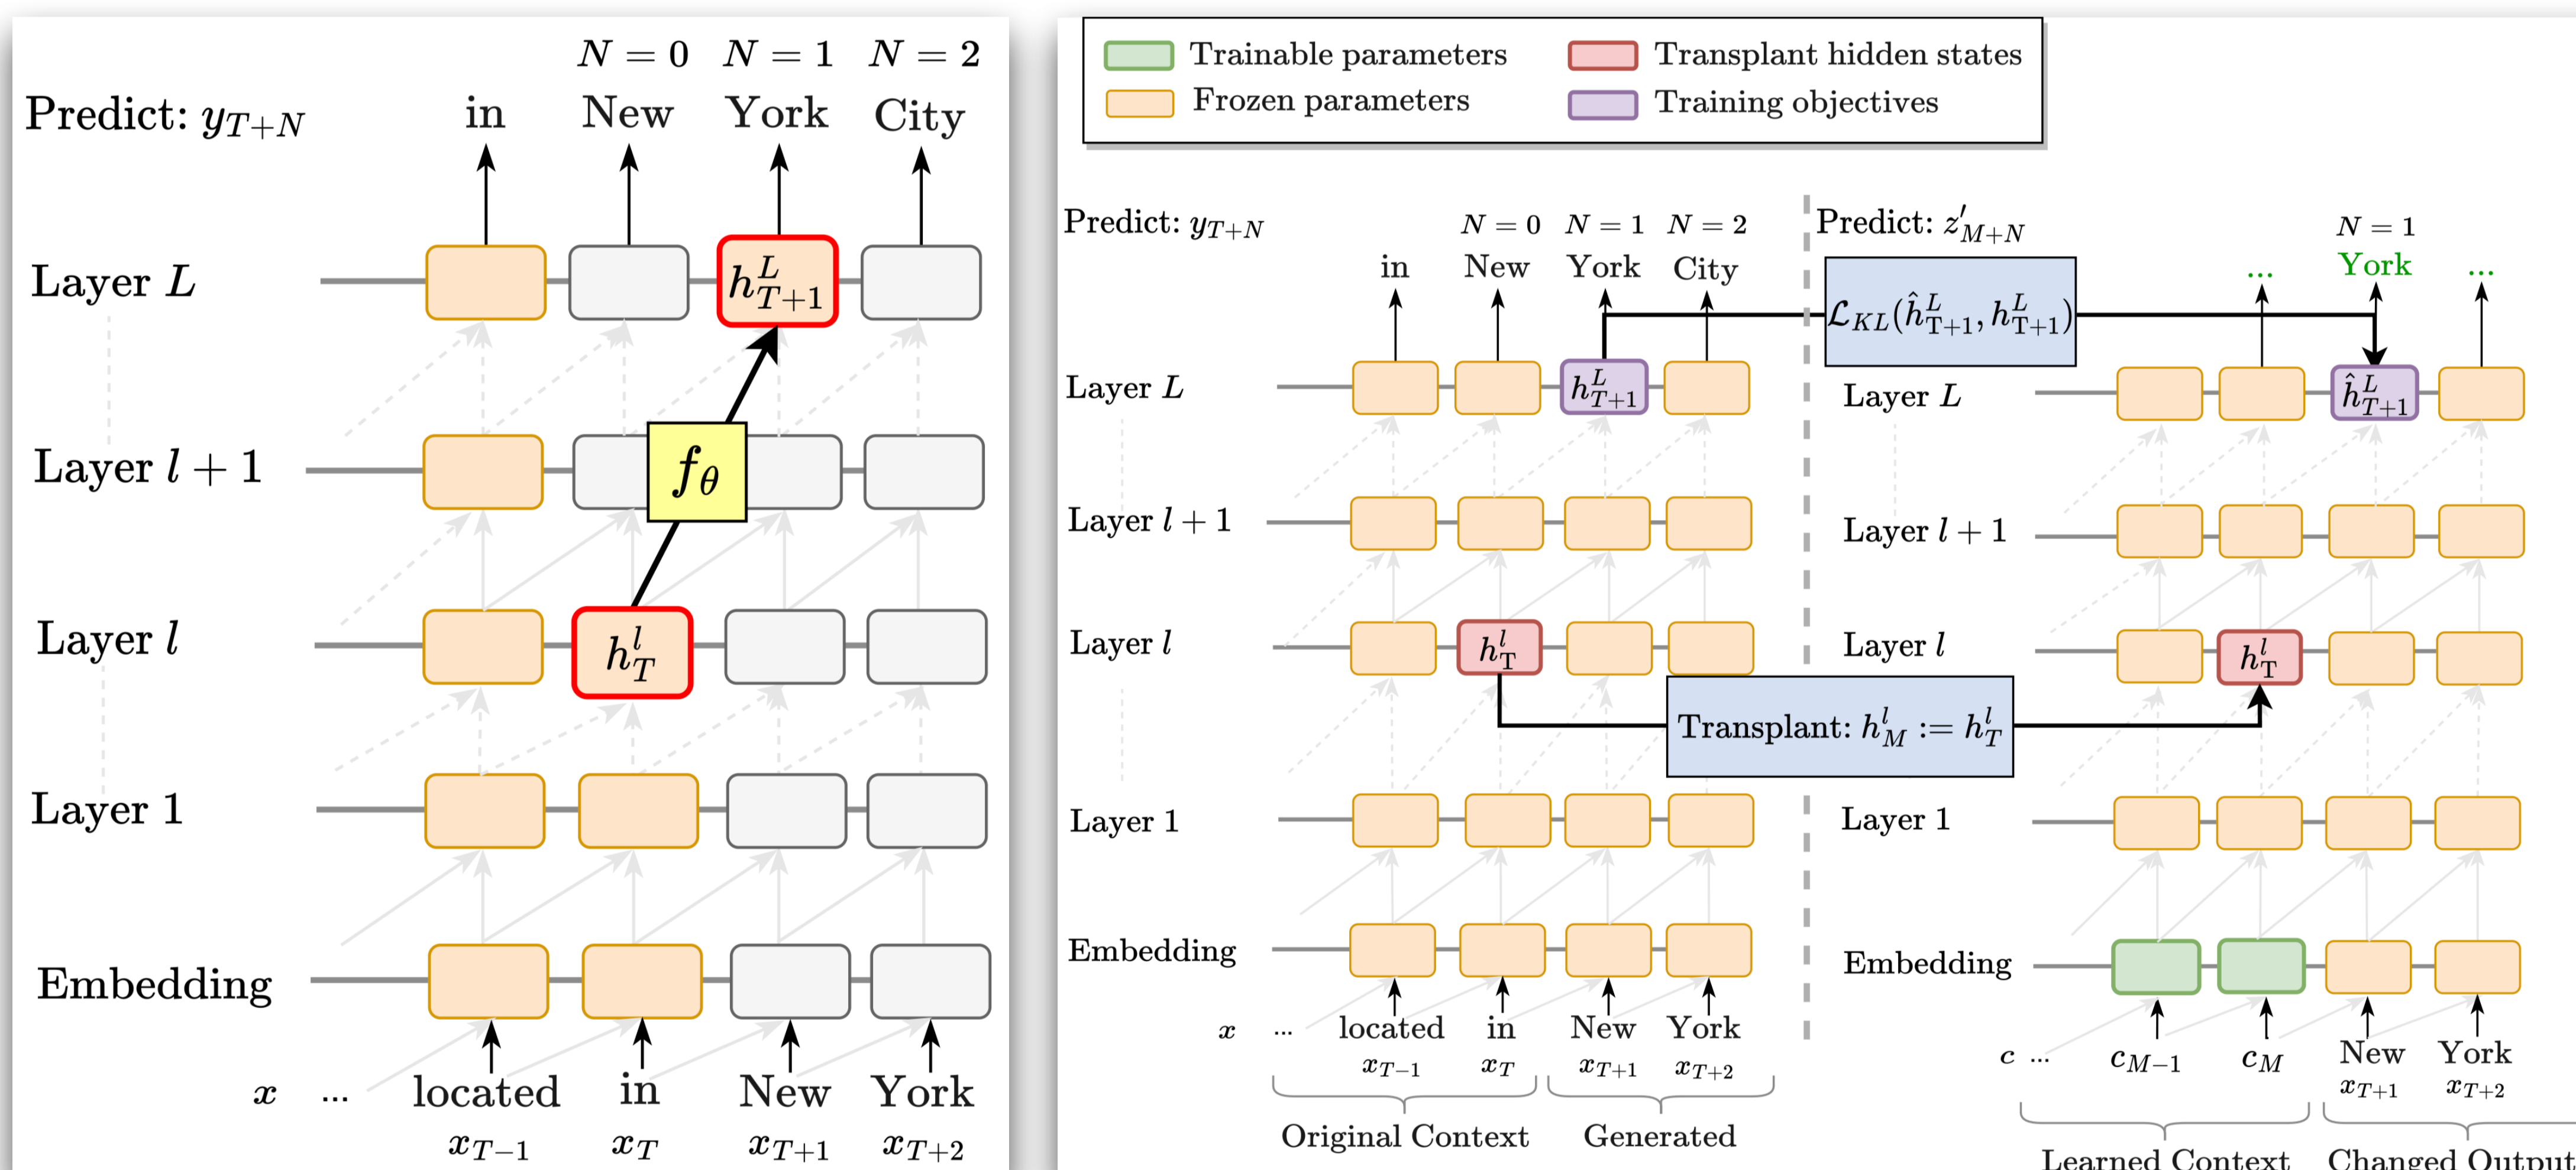 N = 0 N = 1 N = 2
Predict: y_{T+N} in New York City
Layer L h^L_{T+1}
Layer l + 1 f_θ
Layer l h^l_T
Layer 1
Embedding
x ... located in New York
x_{T−1} x_T x_{T+1} x_{T+2}
Trainable parameters Transplant hidden states
Frozen parameters Training objectives
Predict: y_{T+N} N = 0 N = 1 N = 2
in New York City
Layer L h^L_{T+1}
Layer l + 1
Layer l h^l_T
Layer 1
Embedding
x ... located in New York
x_{T−1} x_T x_{T+1} x_{T+2}
Original Context Generated
L_{KL}(ĥ^L_{T+1}, h^L_{T+1})
Transplant: h^l_M := h^l_T
Predict: z′_{M+N} N = 1
... York ...
Layer L ĥ^L_{T+1}
Layer l + 1
Layer l h^l_T
Layer 1
Embedding
c ... c_{M−1} c_M New York
x_{T+1} x_{T+2}
Learned Context Changed Output